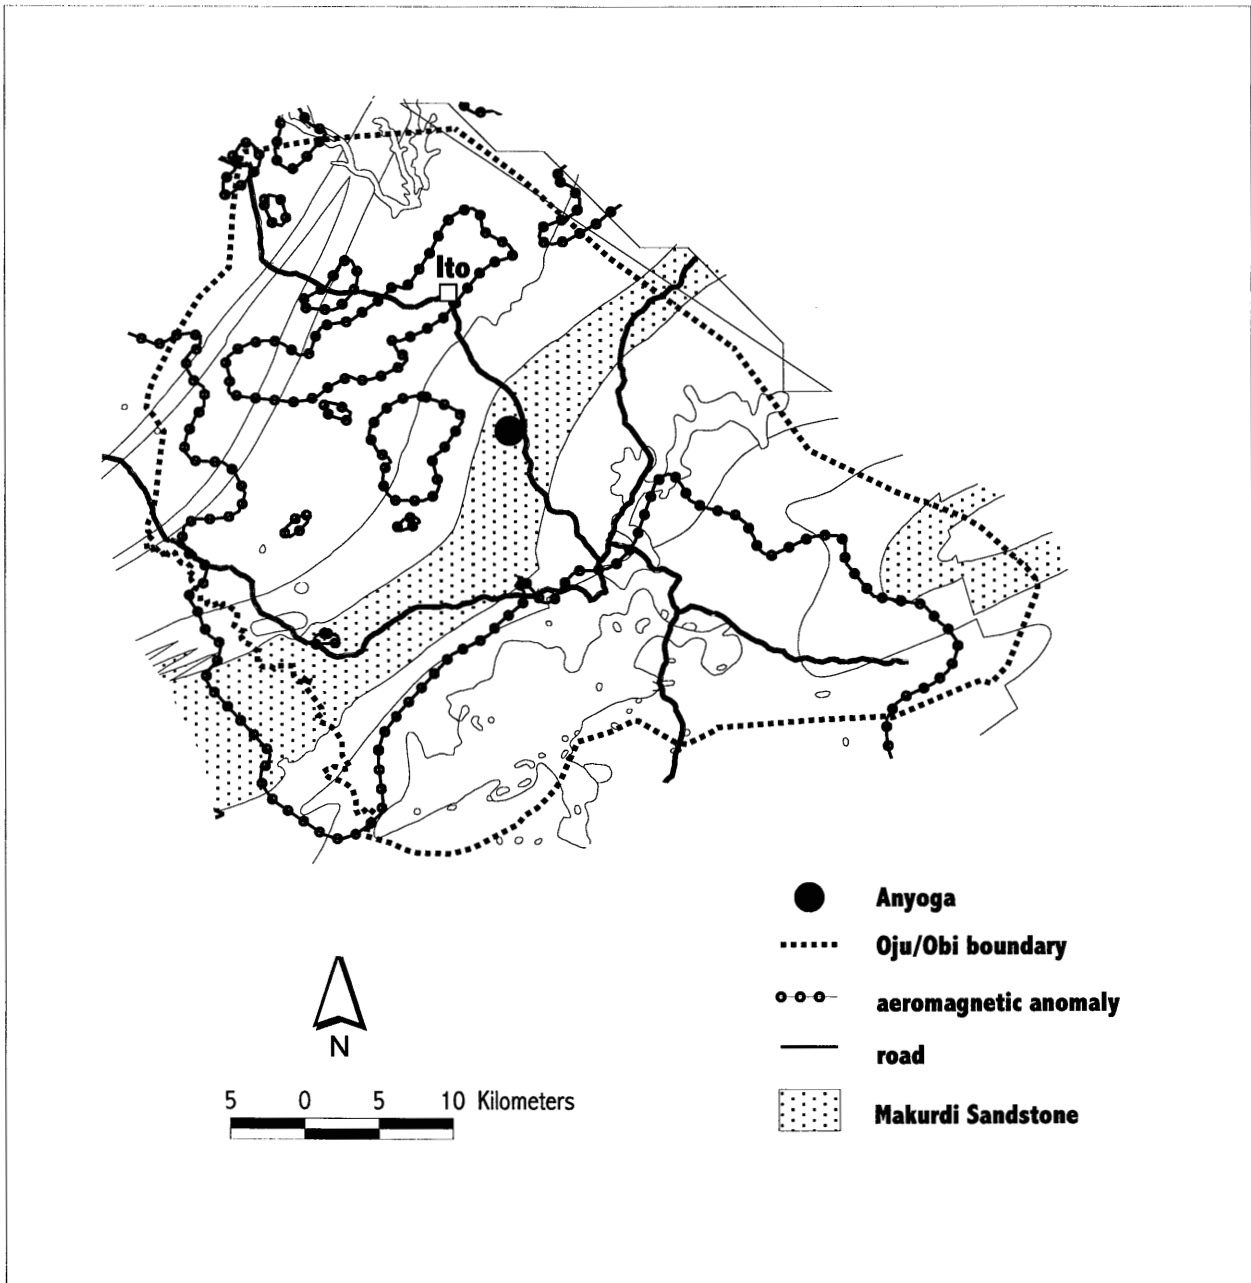 Ito
Anyoga
Oju/Obi boundary
aeromagnetic anomaly
road
Makurdi Sandstone
N
5 0 5 10 Kilometers